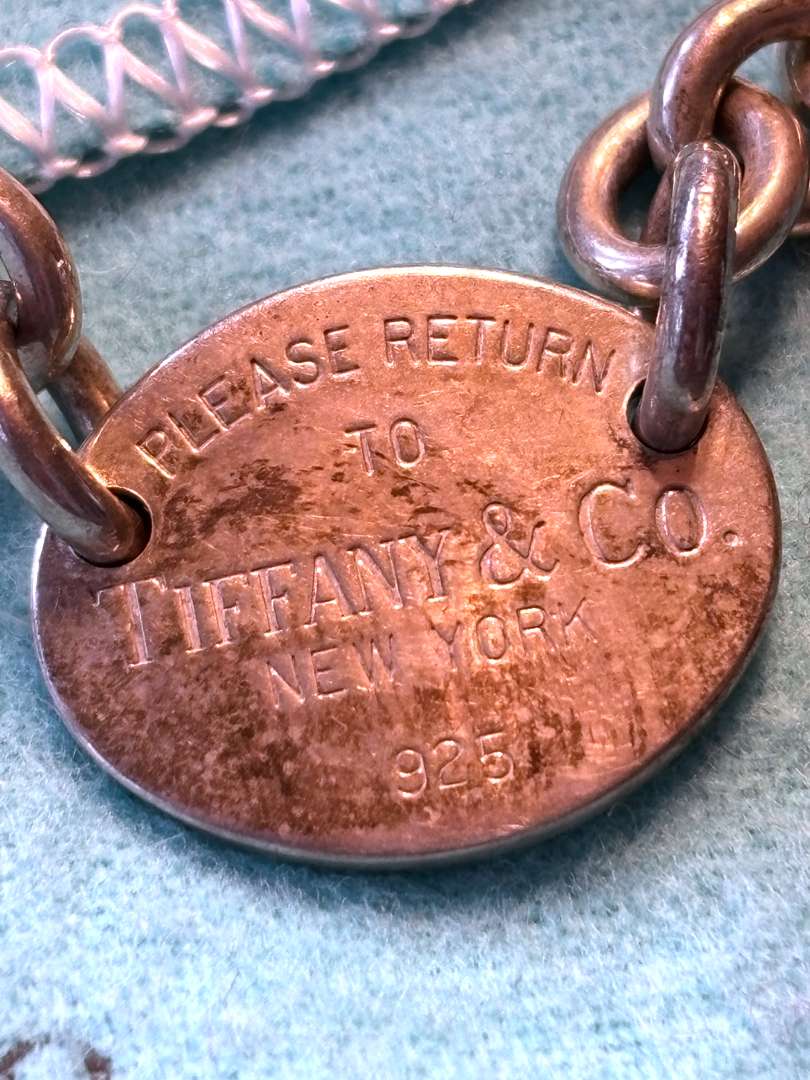 PLEASE RETURN
TO
TIFFANY & CO.
NEW YORK
925